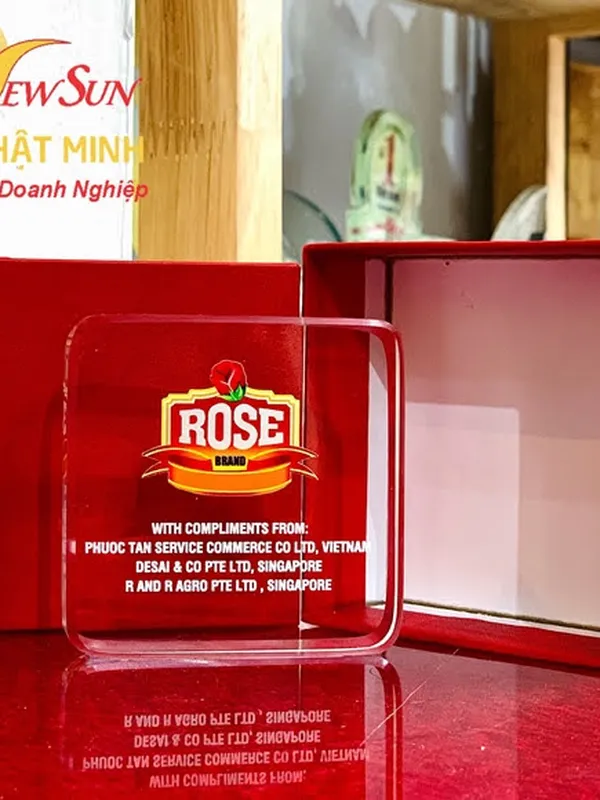 EWSUN
HẬT MINH
Doanh Nghiệp
1
ROSE
BRAND
WITH COMPLIMENTS FROM:
PHUOC TAN SERVICE COMMERCE CO LTD, VIETNAM
DESAI & CO PTE LTD, SINGAPORE
R AND R AGRO PTE LTD , SINGAPORE